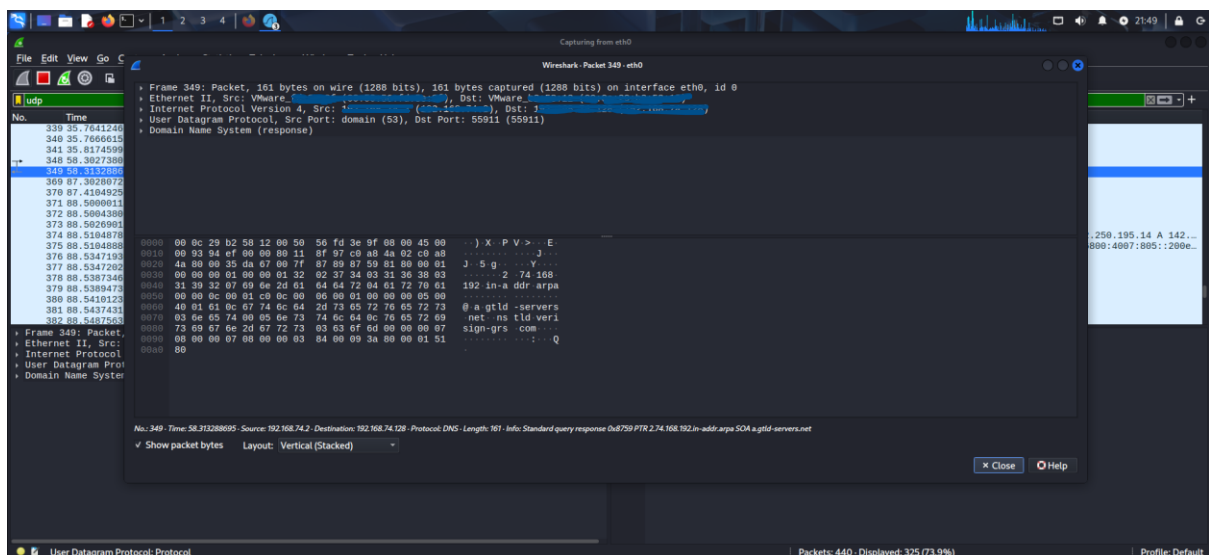 1 2 3 4
21:49
Capturing from eth0
File Edit View Go C
Wireshark · Packet 349 · eth0
udp
No. Time
339 35.7641246
340 35.7666615
341 35.8174599
348 58.3027380
349 58.3132886
369 87.3028072
370 87.4104925
371 88.5000011
372 88.5004380
373 88.5026901
374 88.5104878
375 88.5104888
376 88.5347193
377 88.5347202
378 88.5387346
379 88.5389473
380 88.5410123
381 88.5437431
382 88.5487563
.250.195.14 A 142...
800:4007:805::200e...
Frame 349: Packet,
Ethernet II, Src:
Internet Protocol
User Datagram Prot
Domain Name System
Frame 349: Packet, 161 bytes on wire (1288 bits), 161 bytes captured (1288 bits) on interface eth0, id 0
Ethernet II, Src: VMware_ Dst: VMware_
Internet Protocol Version 4, Src: Dst:
User Datagram Protocol, Src Port: domain (53), Dst Port: 55911 (55911)
Domain Name System (response)
0000 00 0c 29 b2 58 12 00 50 56 fd 3e 9f 08 00 45 00 ··)·X··P V·>···E·
0010 00 93 94 ef 00 00 80 11 8f 97 c0 a8 4a 02 c0 a8 ········ ····J···
0020 4a 80 00 35 da 67 00 7f 87 89 87 59 81 80 00 01 J··5·g·· ···Y····
0030 00 00 00 01 00 00 01 32 02 37 34 03 31 36 38 03 ·······2 ·74·168·
0040 31 39 32 07 69 6e 2d 61 64 64 72 04 61 72 70 61 192·in-a ddr·arpa
0050 00 00 0c 00 01 c0 0c 00 06 00 01 00 00 00 05 00 ········ ········
0060 40 01 61 0c 67 74 6c 64 2d 73 65 72 76 65 72 73 @·a·gtld -servers
0070 03 6e 65 74 00 05 6e 73 74 6c 64 0c 76 65 72 69 ·net··ns tld·veri
0080 73 69 67 6e 2d 67 72 73 03 63 6f 6d 00 00 00 07 sign-grs ·com····
0090 08 00 00 07 08 00 00 03 84 00 09 3a 80 00 01 51 ········ ···:···Q
00a0 80 ·
No.: 349 · Time: 58.313288695 · Source: 192.168.74.2 · Destination: 192.168.74.128 · Protocol: DNS · Length: 161 · Info: Standard query response 0x8759 PTR 2.74.168.192.in-addr.arpa SOA a.gtld-servers.net
Show packet bytes Layout: Vertical (Stacked)
Close Help
User Datagram Protocol: Protocol
Packets: 440 · Displayed: 325 (73.9%)
Profile: Default